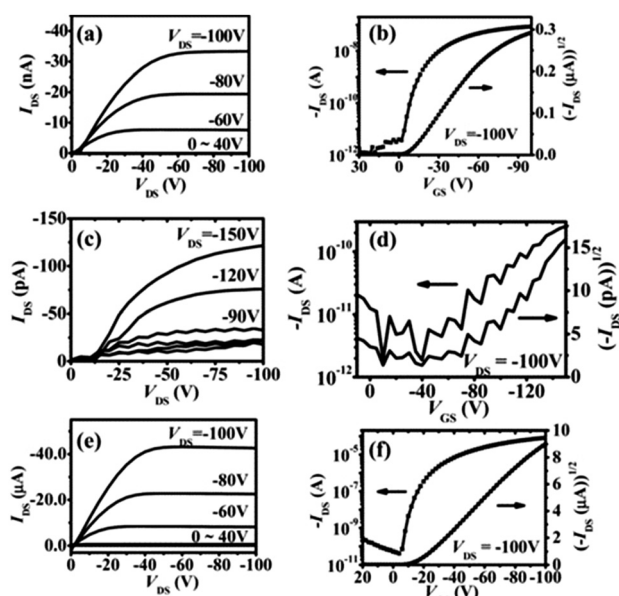 (a)
V_DS=-100V
-80V
-60V
0 ~ 40V
I_DS (nA)
-40
-30
-20
-10
0
0 -20 -40 -60 -80 -100
V_DS (V)
(b)
V_DS=-100V
-I_DS (A)
10^-8
10^-10
10^-12
30 0 -30 -60 -90
V_GS (V)
0.3
0.2
0.1
0.0
(-I_DS (μA))^1/2
(c)
V_DS=-150V
-120V
-90V
I_DS (pA)
-150
-100
-50
0
0 -25 -50 -75 -100
V_DS (V)
(d)
V_DS = -100V
-I_DS (A)
10^-10
10^-11
10^-12
0 -40 -80 -120
V_GS (V)
15
10
5
0
(-I_DS (pA))^1/2
(e)
V_DS=-100V
-80V
-60V
0 ~ 40V
I_DS (μA)
-40.0
-20.0
0.0
0 -20 -40 -60 -80 -100
V_DS (V)
(f)
V_DS = -100V
-I_DS (A)
10^-5
10^-7
10^-9
10^-11
20 0 -20 -40 -60 -80 -100
10
8
6
4
2
0
(-I_DS (μA))^1/2